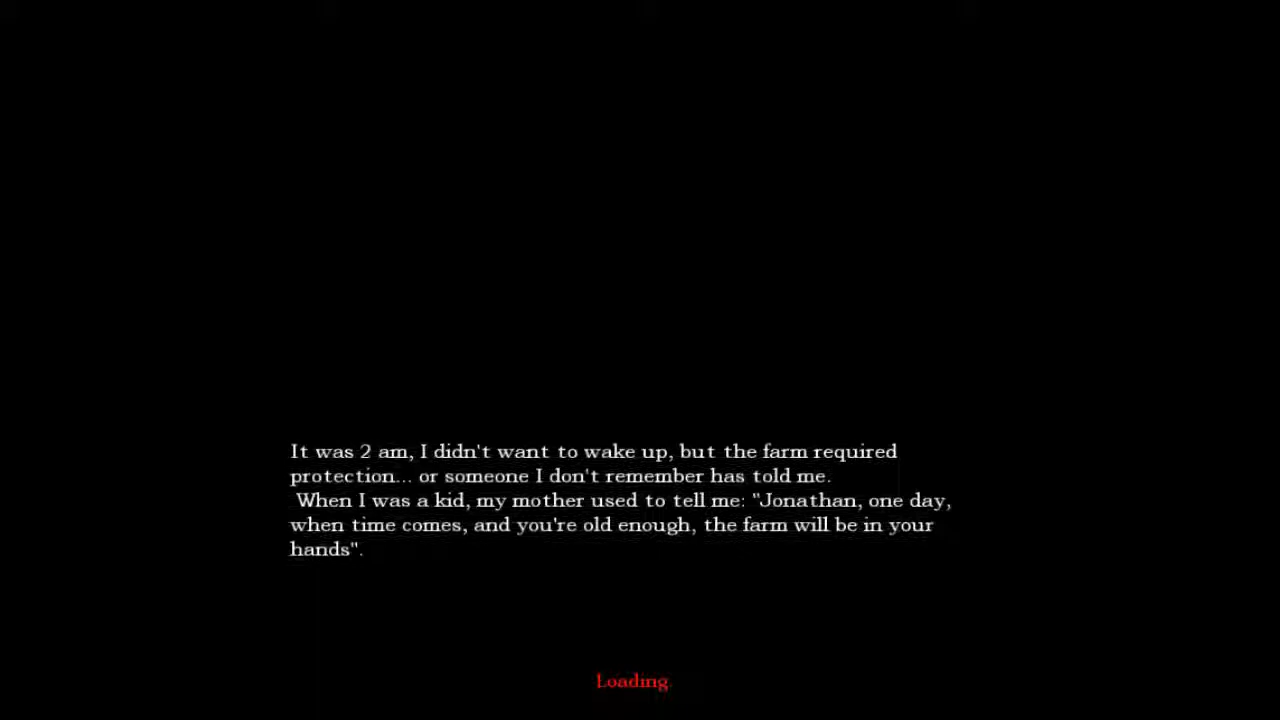 It was 2 am, I didn't want to wake up, but the farm required
protection... or someone I don't remember has told me.
When I was a kid, my mother used to tell me: "Jonathan, one day,
when time comes, and you're old enough, the farm will be in your
hands".
Loading.